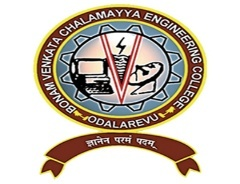 BONAM VENKATA CHALAMAYYA ENGINEERING COLLEGE
ODALAREVU
ज्ञानेन परमं पदम्